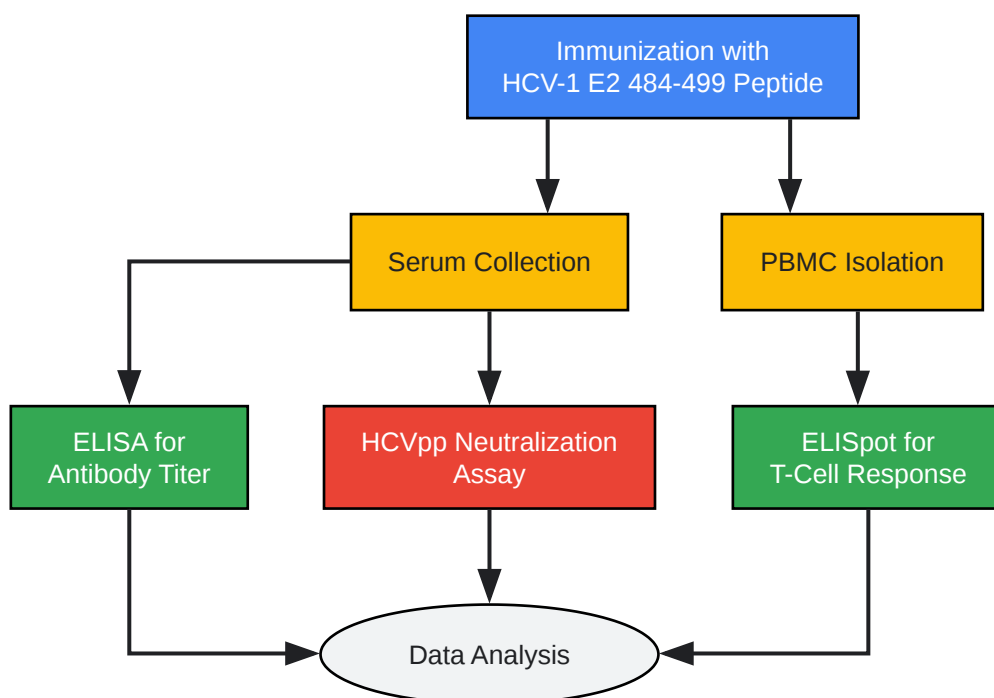 Immunization with
HCV-1 E2 484-499 Peptide
Serum Collection
PBMC Isolation
ELISA for
Antibody Titer
HCVpp Neutralization
Assay
ELISpot for
T-Cell Response
Data Analysis